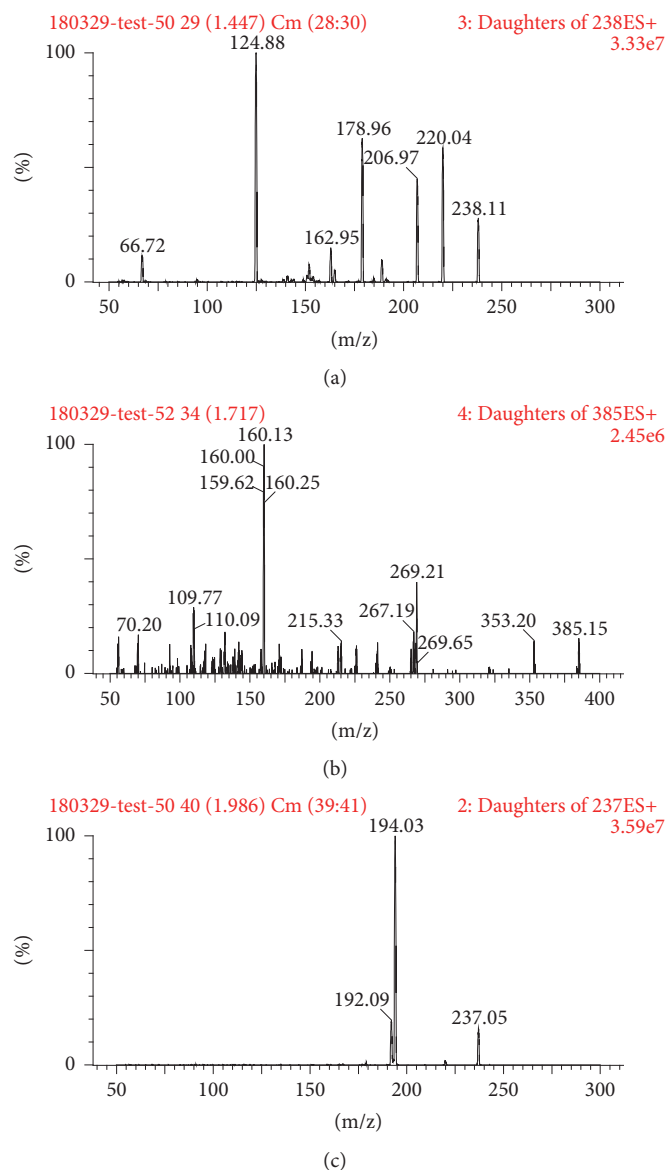 180329-test-50 29 (1.447) Cm (28:30) 3: Daughters of 238ES+
3.33e7
100
124.88
178.96
220.04
206.97
238.11
66.72
162.95
(%)
0
50 100 150 200 250 300
(m/z)
(a)
180329-test-52 34 (1.717) 4: Daughters of 385ES+
2.45e6
100
160.13
160.00
159.62 160.25
269.21
109.77
267.19
70.20 110.09 215.33 353.20 385.15
269.65
(%)
0
50 100 150 200 250 300 350 400
(m/z)
(b)
180329-test-50 40 (1.986) Cm (39:41) 2: Daughters of 237ES+
3.59e7
100
194.03
192.09
237.05
(%)
0
50 100 150 200 250 300
(m/z)
(c)